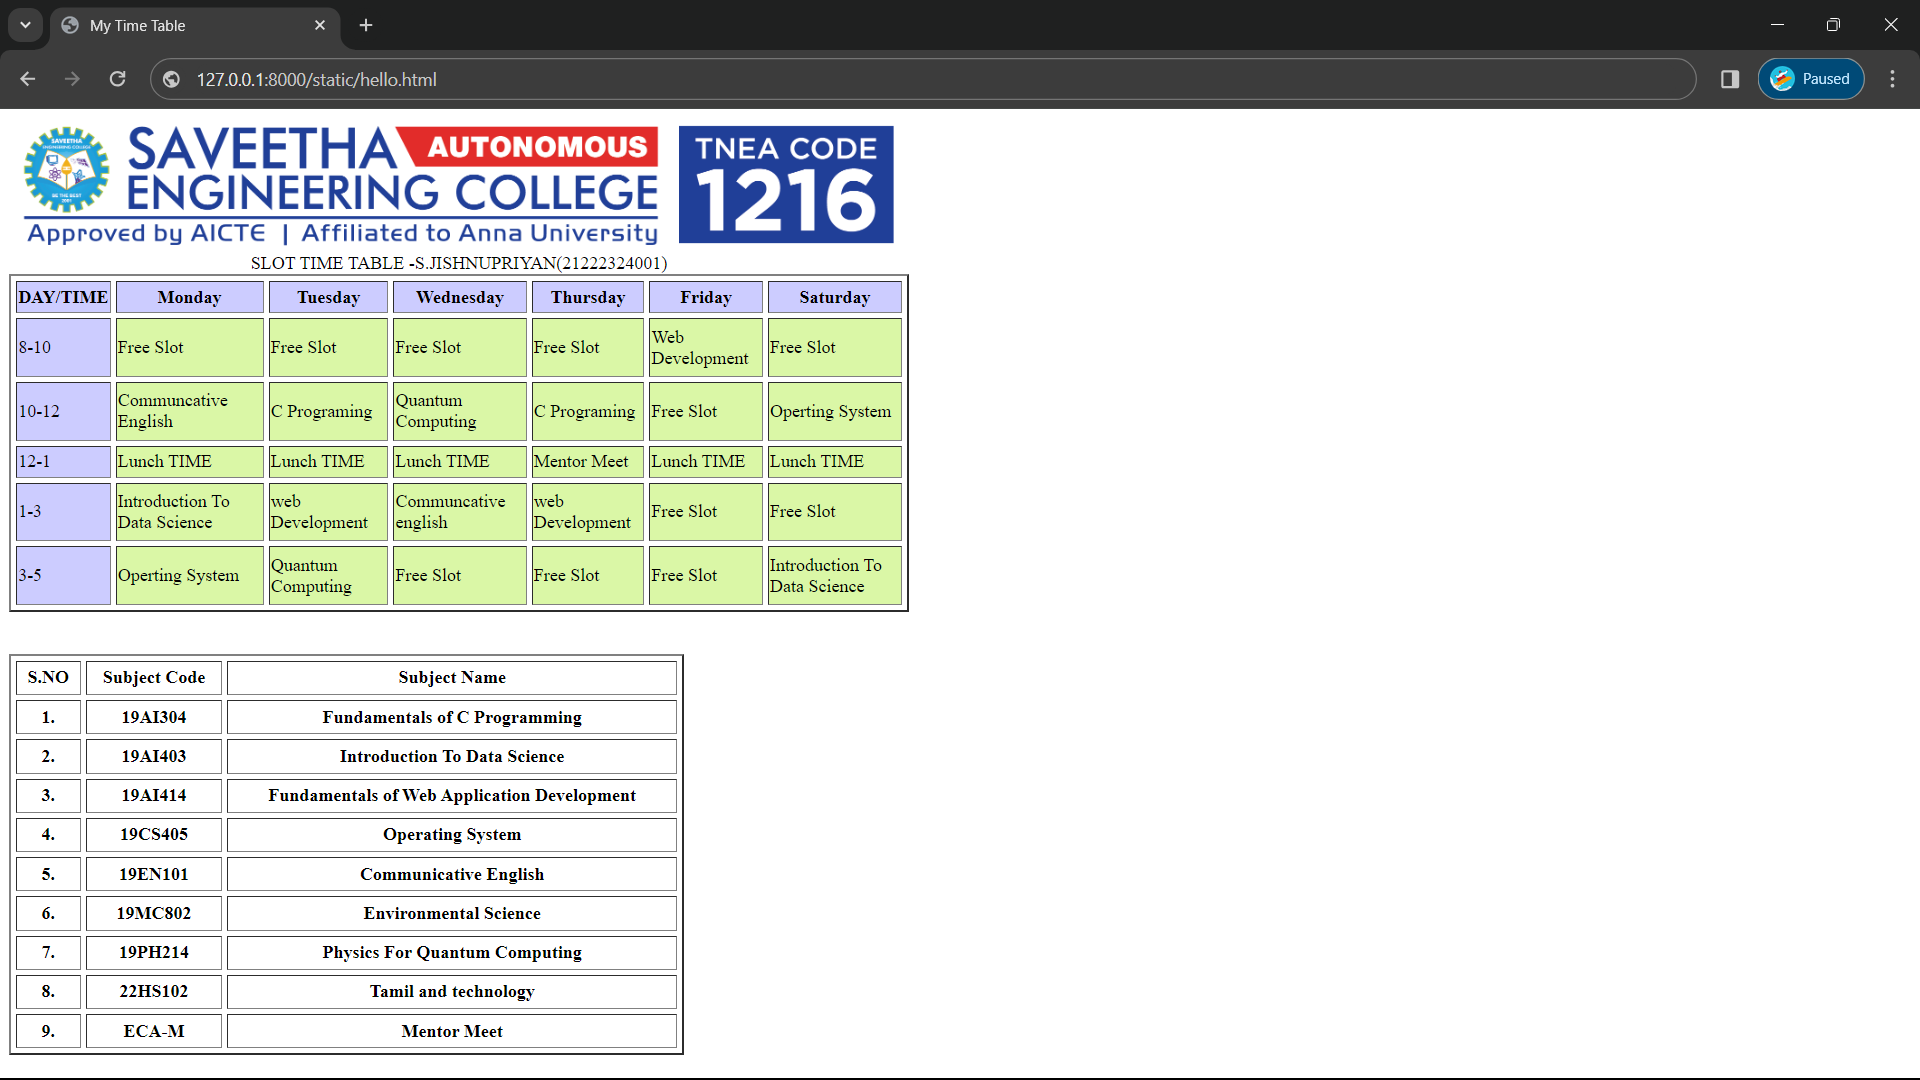 My Time Table
127.0.0.1:8000/static/hello.html
Paused
SAVEETHA
ENGINEERING COLLEGE
BE THE BEST
SAVEETHA AUTONOMOUS
ENGINEERING COLLEGE
Approved by AICTE | Affiliated to Anna University
TNEA CODE
1216
SLOT TIME TABLE -S.JISHNUPRIYAN(21222324001)
DAY/TIME Monday Tuesday Wednesday Thursday Friday Saturday
8-10 Free Slot Free Slot Free Slot Free Slot Web Development Free Slot
10-12 Communcative English C Programing Quantum Computing C Programing Free Slot Operting System
12-1 Lunch TIME Lunch TIME Lunch TIME Mentor Meet Lunch TIME Lunch TIME
1-3 Introduction To Data Science web Development Communcative english web Development Free Slot Free Slot
3-5 Operting System Quantum Computing Free Slot Free Slot Free Slot Introduction To Data Science
S.NO Subject Code Subject Name
1. 19AI304 Fundamentals of C Programming
2. 19AI403 Introduction To Data Science
3. 19AI414 Fundamentals of Web Application Development
4. 19CS405 Operating System
5. 19EN101 Communicative English
6. 19MC802 Environmental Science
7. 19PH214 Physics For Quantum Computing
8. 22HS102 Tamil and technology
9. ECA-M Mentor Meet